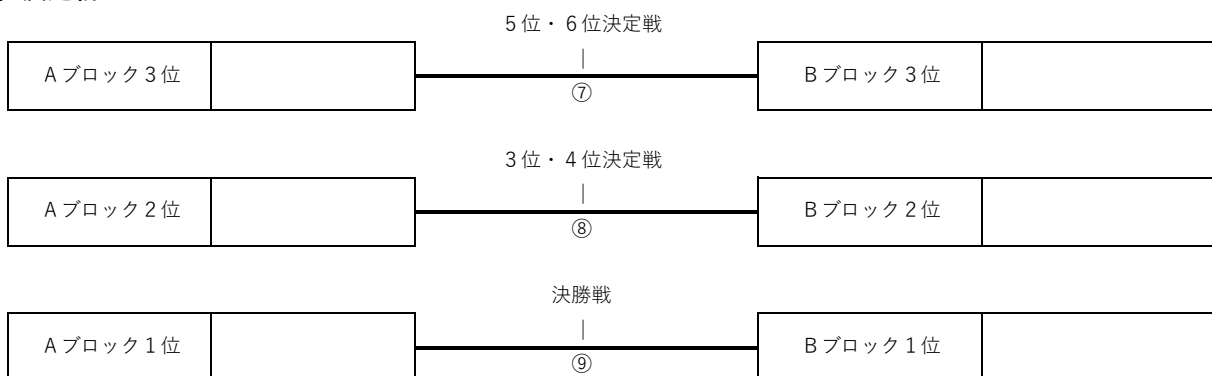 5位・6位決定戦
Aブロック3位 | Bブロック3位
⑦
3位・4位決定戦
Aブロック2位 | Bブロック2位
⑧
決勝戦
Aブロック1位 | Bブロック1位
⑨